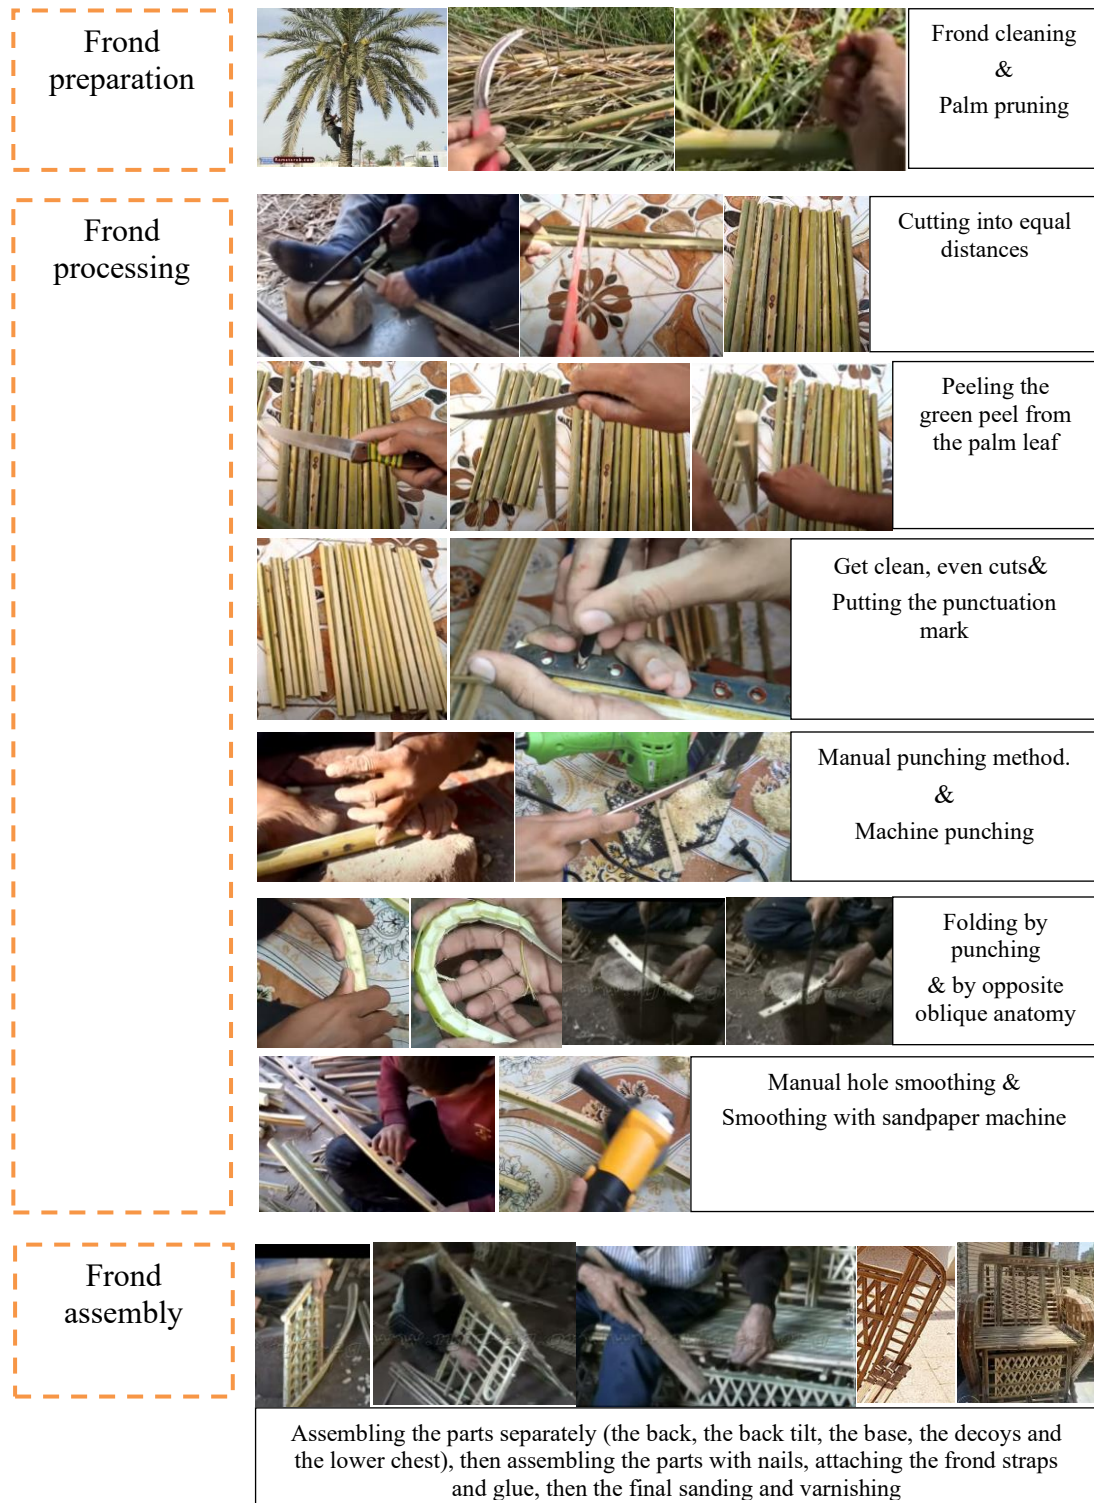 Frond
preparation
Frond cleaning
&
Palm pruning
Frond
processing
Cutting into equal
distances
Peeling the
green peel from
the palm leaf
Get clean, even cuts&
Putting the punctuation
mark
Manual punching method.
&
Machine punching
Folding by
punching
& by opposite
oblique anatomy
Manual hole smoothing &
Smoothing with sandpaper machine
Frond
assembly
Assembling the parts separately (the back, the back tilt, the base, the decoys and
the lower chest), then assembling the parts with nails, attaching the frond straps
and glue, then the final sanding and varnishing